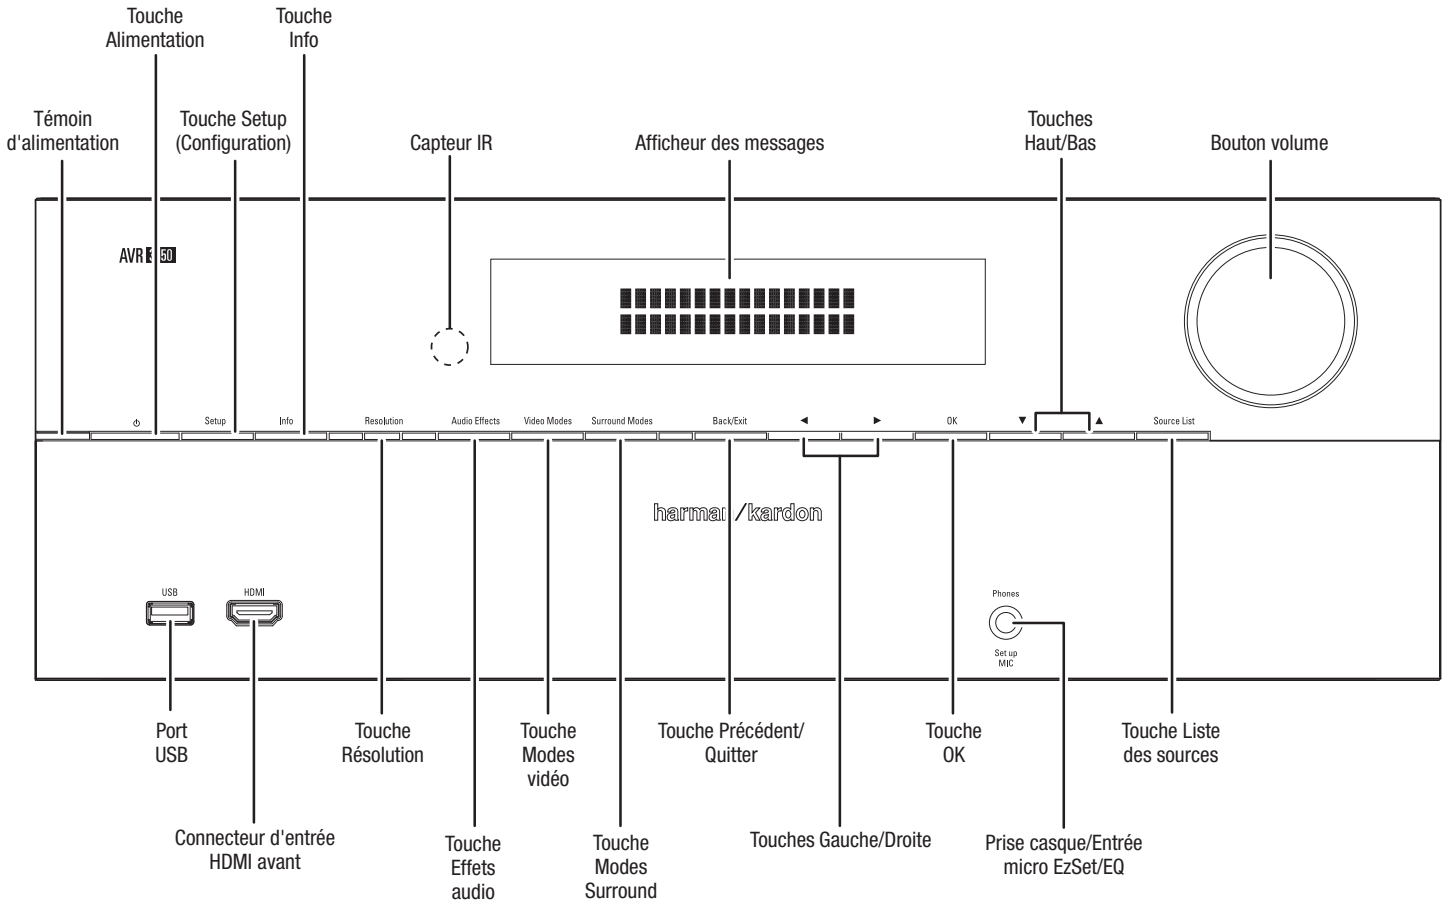 Touche
Alimentation
Touche
Info
Témoin
d'alimentation
Touche Setup
(Configuration)
Capteur IR
Afficheur des messages
Touches
Haut/Bas
Bouton volume
AVR
Setup
Info
Resolution
Audio Effects
Video Modes
Surround Modes
Back/Exit
OK
Source List
harman/kardon
USB
HDMI
Phones
Set up
MIC
Port
USB
Touche
Résolution
Touche
Modes
vidéo
Touche Précédent/
Quitter
Touche
OK
Touche Liste
des sources
Connecteur d'entrée
HDMI avant
Touche
Effets
audio
Touche
Modes
Surround
Touches Gauche/Droite
Prise casque/Entrée
micro EzSet/EQ